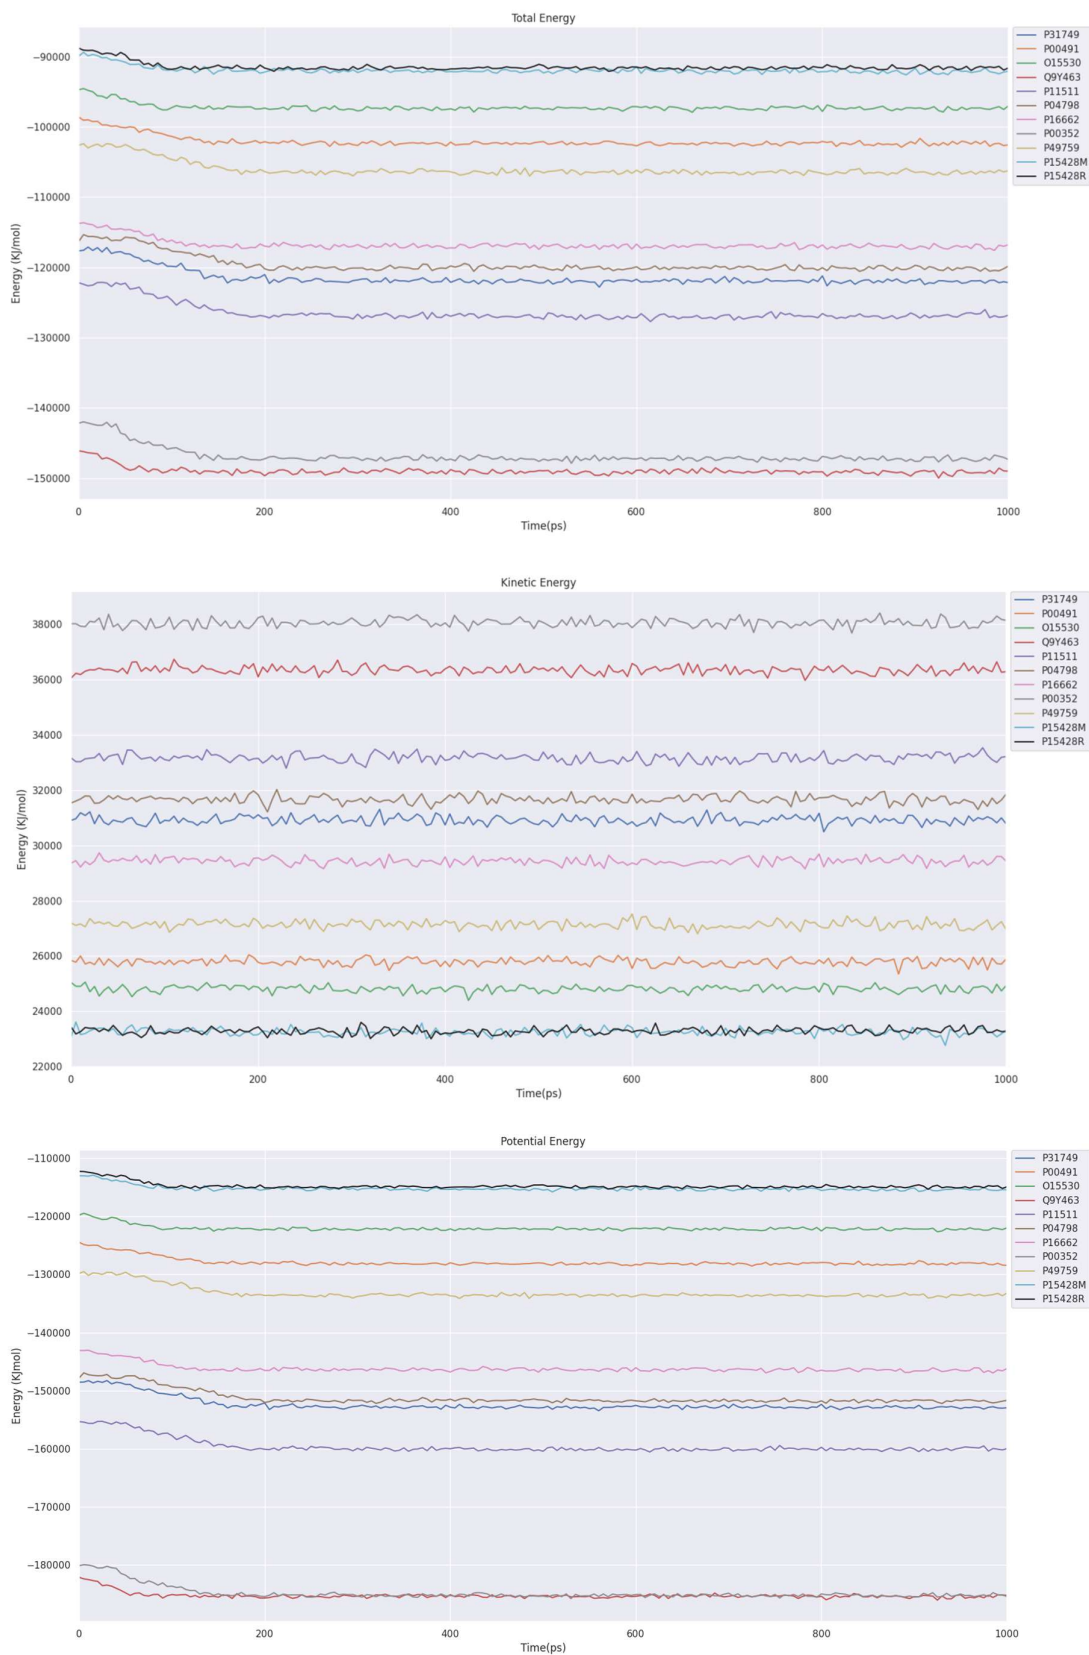 Total Energy
−90000
−100000
−110000
−120000
−130000
−140000
−150000
Energy (KJ/mol)
0 200 400 600 800 1000
Time(ps)
P31749
P00491
O15530
Q9Y463
P11511
P04798
P16662
P00352
P49759
P15428M
P15428R
Kinetic Energy
38000
36000
34000
32000
30000
28000
26000
24000
22000
Energy (KJ/mol)
0 200 400 600 800 1000
Time(ps)
P31749
P00491
O15530
Q9Y463
P11511
P04798
P16662
P00352
P49759
P15428M
P15428R
Potential Energy
−110000
−120000
−130000
−140000
−150000
−160000
−170000
−180000
Energy (KJmol)
0 200 400 600 800 1000
Time(ps)
P31749
P00491
O15530
Q9Y463
P11511
P04798
P16662
P00352
P49759
P15428M
P15428R